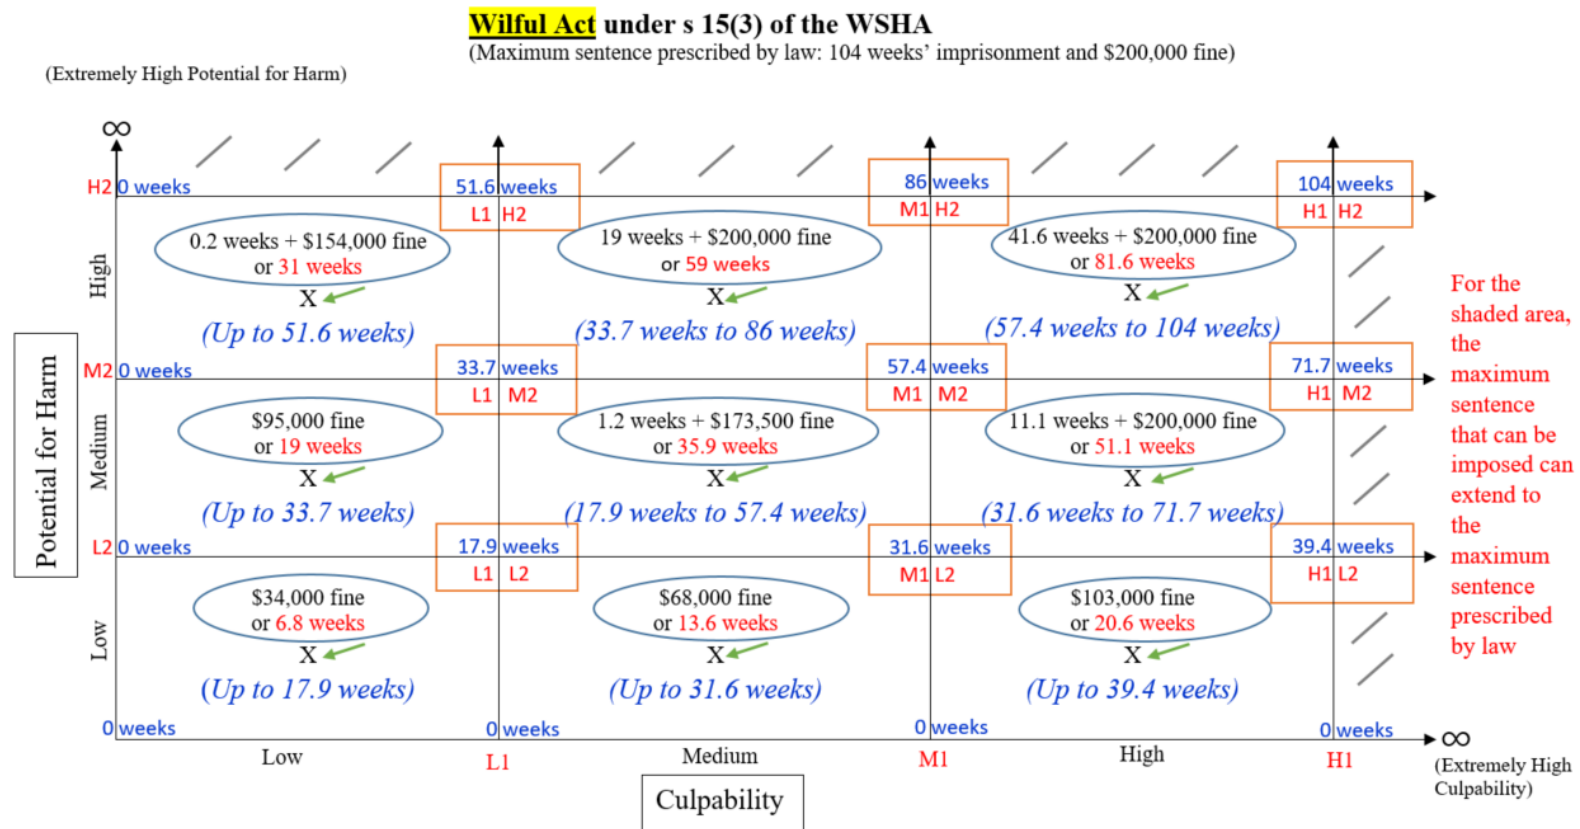 Wilful Act under s 15(3) of the WSHA
(Maximum sentence prescribed by law: 104 weeks' imprisonment and $200,000 fine)
(Extremely High Potential for Harm)
∞
H2 0 weeks
51.6 weeks
86 weeks
104 weeks
L1 H2
M1 H2
H1 H2
High
0.2 weeks + $154,000 fine
or 31 weeks
X
(Up to 51.6 weeks)
19 weeks + $200,000 fine
or 59 weeks
X
(33.7 weeks to 86 weeks)
41.6 weeks + $200,000 fine
or 81.6 weeks
X
(57.4 weeks to 104 weeks)
M2 0 weeks
33.7 weeks
57.4 weeks
71.7 weeks
L1 M2
M1 M2
H1 M2
Potential for Harm
Medium
$95,000 fine
or 19 weeks
X
(Up to 33.7 weeks)
1.2 weeks + $173,500 fine
or 35.9 weeks
X
(17.9 weeks to 57.4 weeks)
11.1 weeks + $200,000 fine
or 51.1 weeks
X
(31.6 weeks to 71.7 weeks)
L2 0 weeks
17.9 weeks
31.6 weeks
39.4 weeks
L1 L2
M1 L2
H1 L2
Low
$34,000 fine
or 6.8 weeks
X
(Up to 17.9 weeks)
$68,000 fine
or 13.6 weeks
X
(Up to 31.6 weeks)
$103,000 fine
or 20.6 weeks
X
(Up to 39.4 weeks)
0 weeks
0 weeks
0 weeks
0 weeks
∞
Low
L1
Medium
M1
High
H1
(Extremely High
Culpability)
Culpability
For the
shaded area,
the
maximum
sentence
that can be
imposed can
extend to
the
maximum
sentence
prescribed
by law